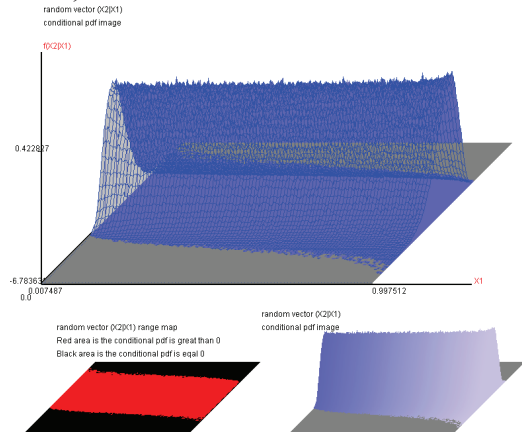 random vector (X2|X1)
conditional pdf image
f(X2|X1)
0.422827
-6.78363
0.007487
0.997512
X1
0.0
random vector (X2|X1)
conditional pdf image
random vector (X2|X1) range map
Red area is the conditional pdf is great than 0
Black area is the conditional pdf is eqal 0